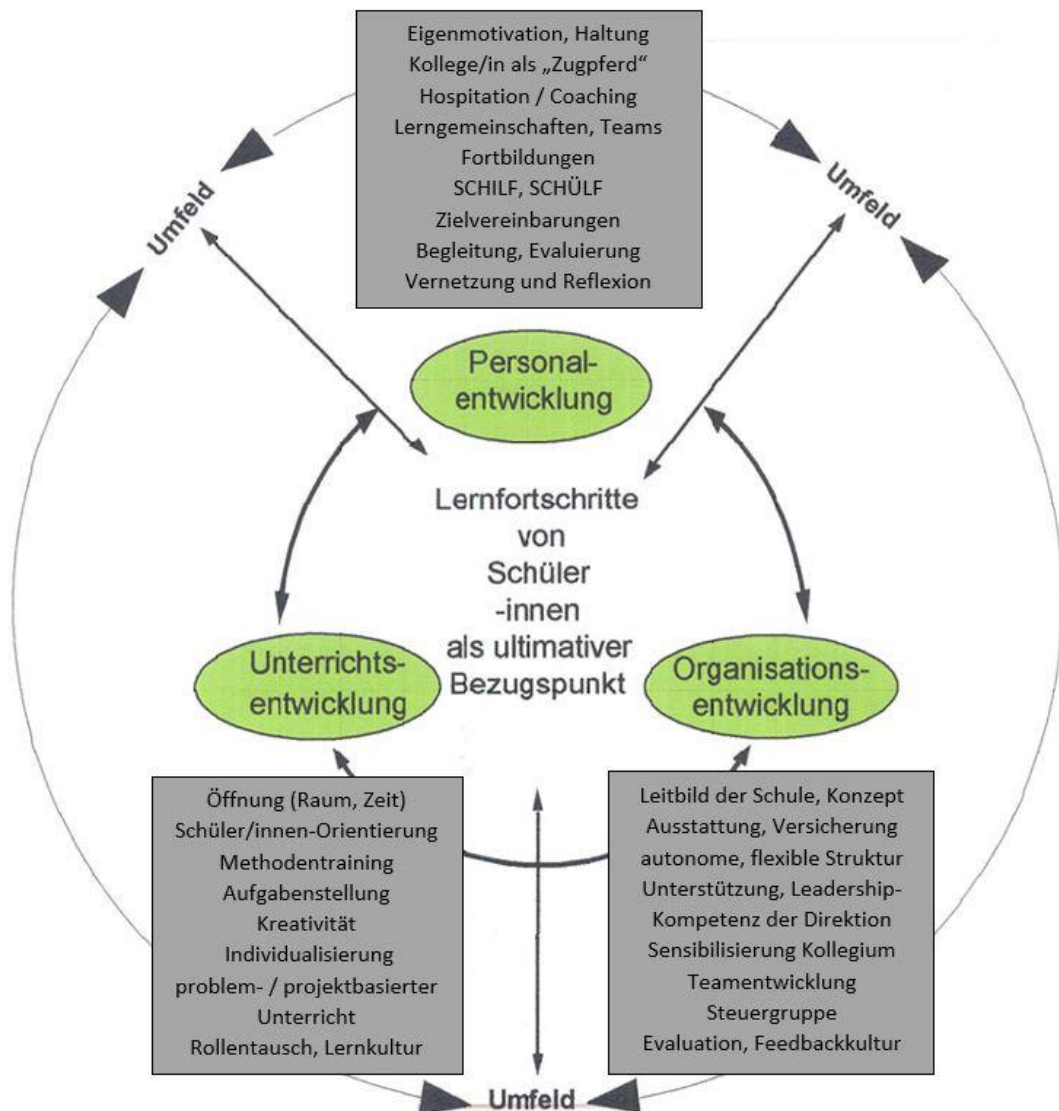 Eigenmotivation, Haltung
Kollege/in als „Zugpferd“
Hospitation / Coaching
Lerngemeinschaften, Teams
Fortbildungen
SCHILF, SCHÜLF
Zielvereinbarungen
Begleitung, Evaluierung
Vernetzung und Reflexion
Umfeld
Umfeld
Personal-
entwicklung
Lernfortschritte
von
Schüler
-innen
als ultimativer
Bezugspunkt
Unterrichts-
entwicklung
Organisations-
entwicklung
Öffnung (Raum, Zeit)
Schüler/innen-Orientierung
Methodentraining
Aufgabenstellung
Kreativität
Individualisierung
problem- / projektbasierter
Unterricht
Rollentausch, Lernkultur
Leitbild der Schule, Konzept
Ausstattung, Versicherung
autonome, flexible Struktur
Unterstützung, Leadership-
Kompetenz der Direktion
Sensibilisierung Kollegium
Teamentwicklung
Steuergruppe
Evaluation, Feedbackkultur
Umfeld